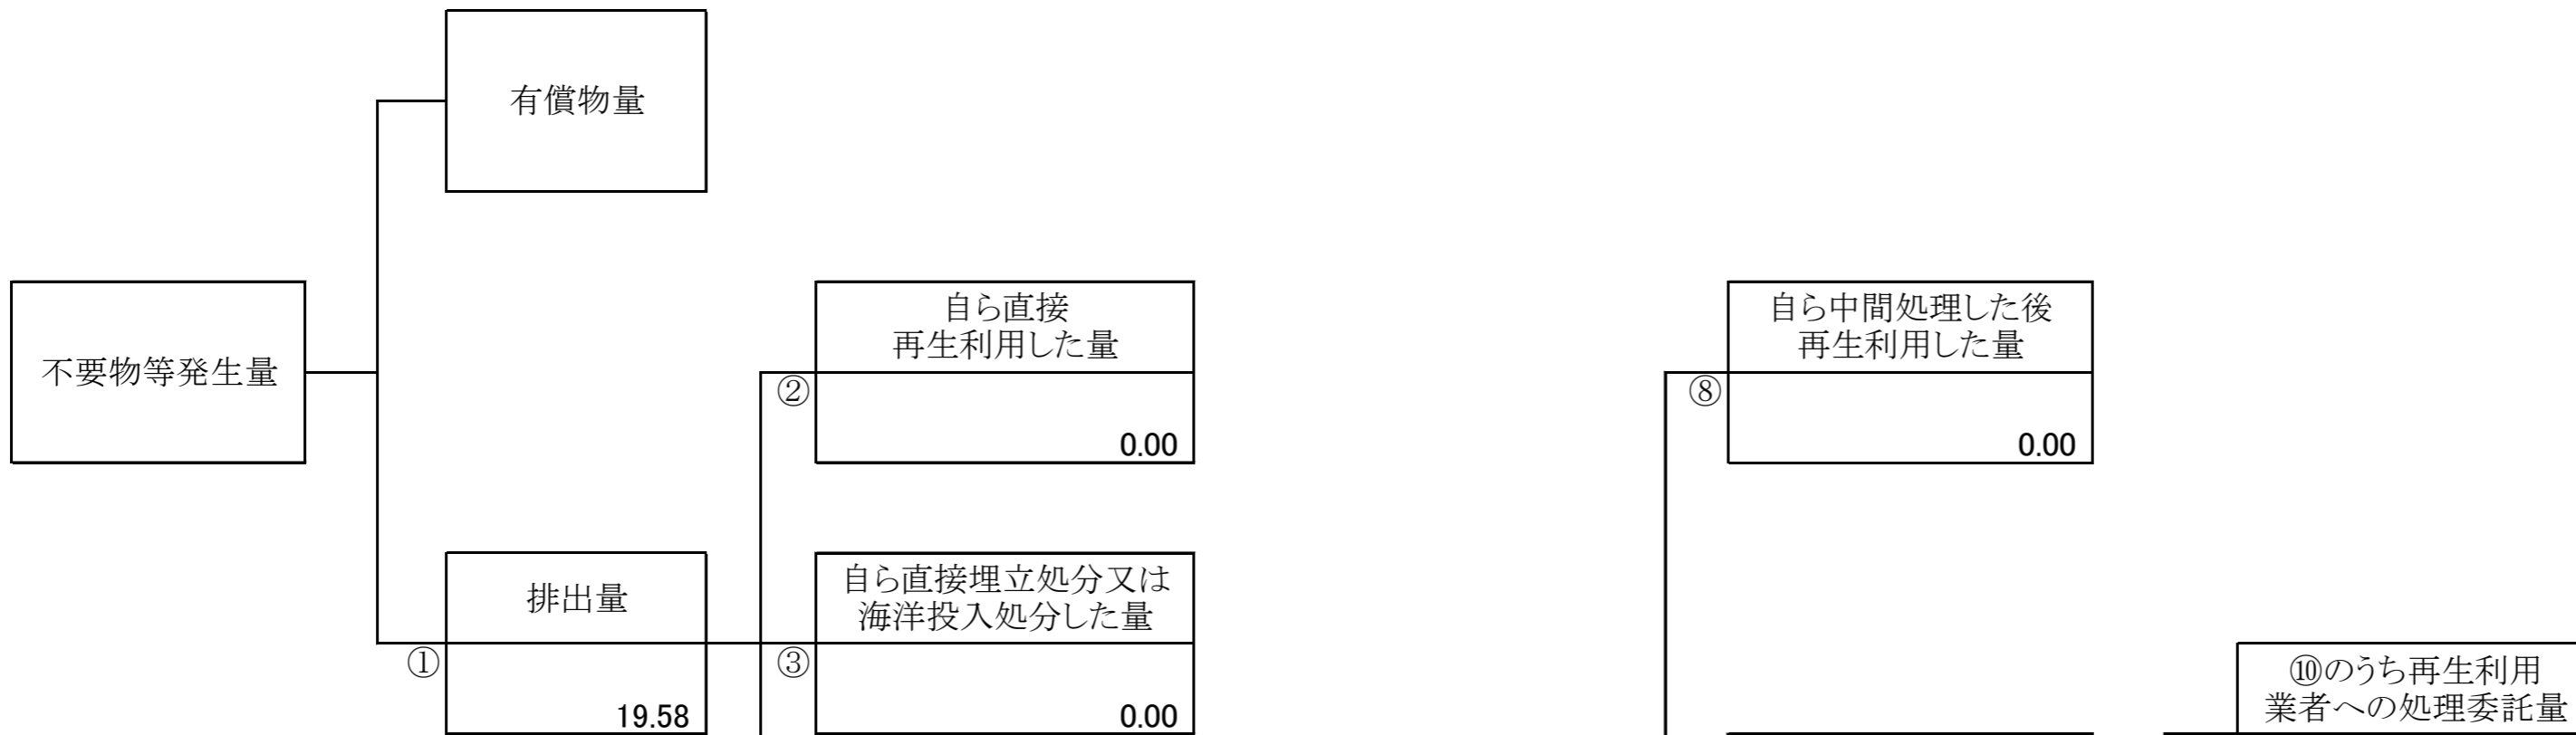 有償物量
不要物等発生量
自ら直接
再生利用した量
②
0.00
自ら中間処理した後
再生利用した量
⑧
0.00
排出量
①
19.58
自ら直接埋立処分又は
海洋投入処分した量
③
0.00
⑩のうち再生利用
業者への処理委託量